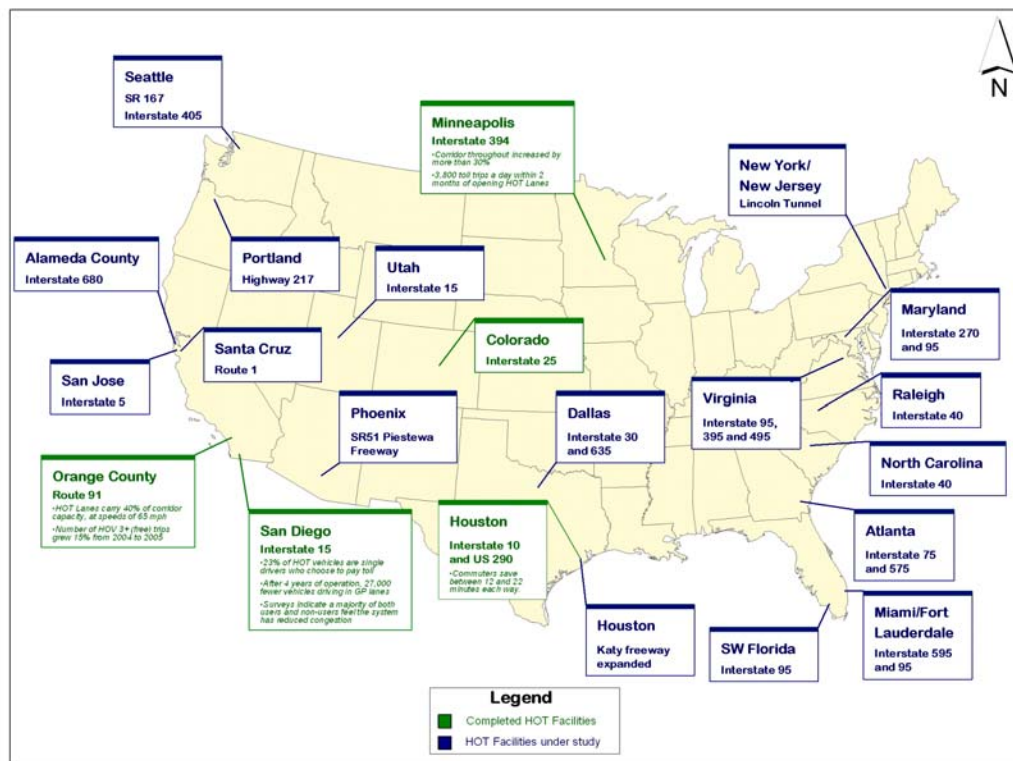 N
Seattle
SR 167
Interstate 405
Minneapolis
Interstate 394
•Corridor throughout increased by
more than 30%
•3,800 toll trips a day within 2
months of opening HOT Lanes
New York/
New Jersey
Lincoln Tunnel
Alameda County
Interstate 680
Portland
Highway 217
Utah
Interstate 15
Maryland
Interstate 270
and 95
San Jose
Interstate 5
Santa Cruz
Route 1
Colorado
Interstate 25
Phoenix
SR51 Piestewa
Freeway
Dallas
Interstate 30
and 635
Virginia
Interstate 95,
395 and 495
Raleigh
Interstate 40
North Carolina
Interstate 40
Orange County
Route 91
•HOT Lanes carry 40% of corridor
capacity, at speeds of 65 mph
•Number of HOV 3+ (free) trips
grew 15% from 2004 to 2005
San Diego
Interstate 15
•23% of HOT vehicles are single
drivers who choose to pay toll
•After 4 years of operation, 27,000
fewer vehicles driving in GP lanes
•Surveys indicate a majority of both
users and non-users feel the system
has reduced congestion
Houston
Interstate 10
and US 290
•Commuters save
between 12 and 22
minutes each way.
Atlanta
Interstate 75
and 575
Houston
Katy freeway
expanded
SW Florida
Interstate 95
Miami/Fort
Lauderdale
Interstate 595
and 95
Legend
Completed HOT Facilities
HOT Facilities under study